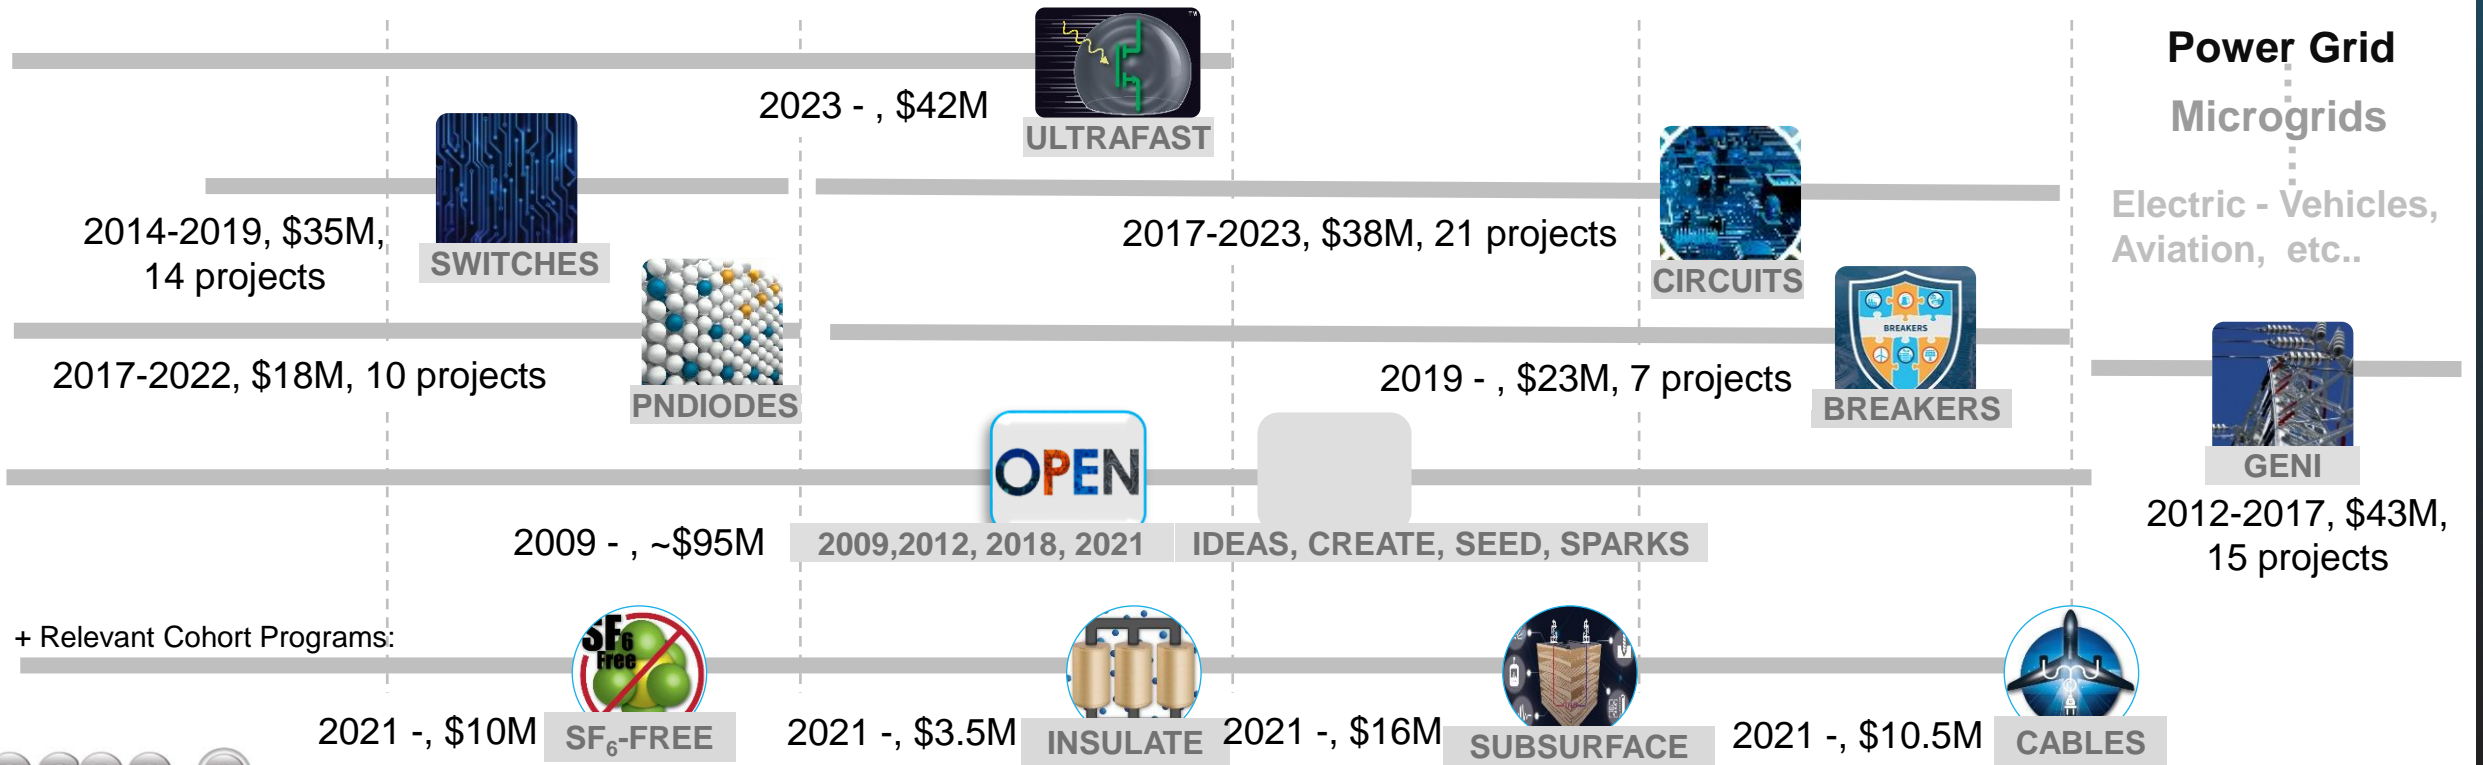 Power Grid
Microgrids
Electric - Vehicles,
Aviation, etc..
2023 - , $42M
TM
ULTRAFAST
2014-2019, $35M,
14 projects
SWITCHES
2017-2023, $38M, 21 projects
CIRCUITS
2017-2022, $18M, 10 projects
PNDIODES
2019 - , $23M, 7 projects
BREAKERS
BREAKERS
GENI
2012-2017, $43M,
15 projects
OPEN
2009 - , ~$95M
2009,2012, 2018, 2021
IDEAS, CREATE, SEED, SPARKS
+ Relevant Cohort Programs:
SF6
Free
2021 -, $10M
SF₆-FREE
2021 -, $3.5M
INSULATE
2021 -, $16M
SUBSURFACE
2021 -, $10.5M
CABLES